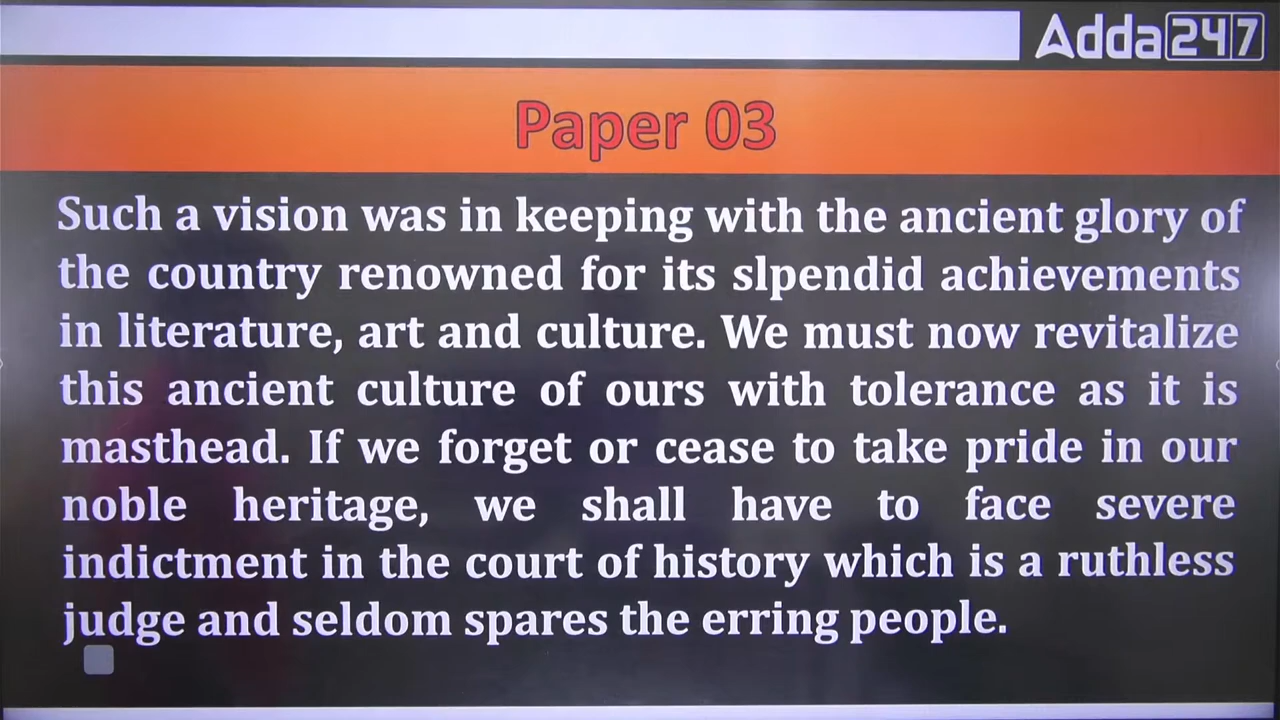 Adda247
Paper 03
Such a vision was in keeping with the ancient glory of
the country renowned for its slpendid achievements
in literature, art and culture. We must now revitalize
this ancient culture of ours with tolerance as it is
masthead. If we forget or cease to take pride in our
noble heritage, we shall have to face severe
indictment in the court of history which is a ruthless
judge and seldom spares the erring people.